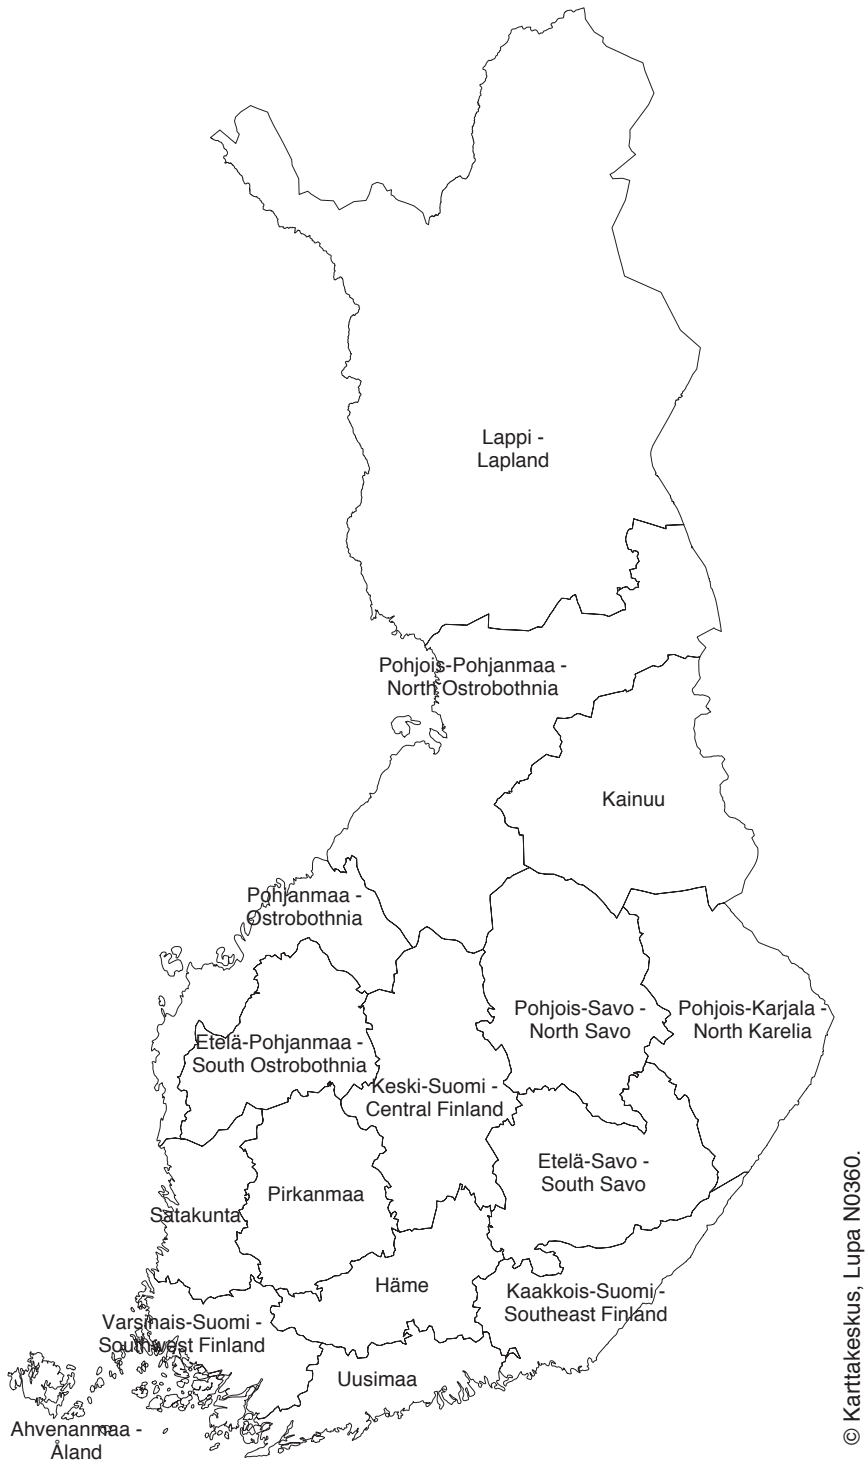 Lappi -
Lapland
Pohjois-Pohjanmaa -
North Ostrobothnia
Kainuu
Pohjanmaa -
Ostrobothnia
Pohjois-Savo -
North Savo
Pohjois-Karjala -
North Karelia
Etelä-Pohjanmaa -
South Ostrobothnia
Keski-Suomi -
Central Finland
Etelä-Savo -
South Savo
Pirkanmaa
Satakunta
Häme
Kaakkois-Suomi -
Southeast Finland
Varsinais-Suomi -
Southwest Finland
Uusimaa
Ahvenanmaa -
Åland
© Karttakeskus, Lupa N0360.